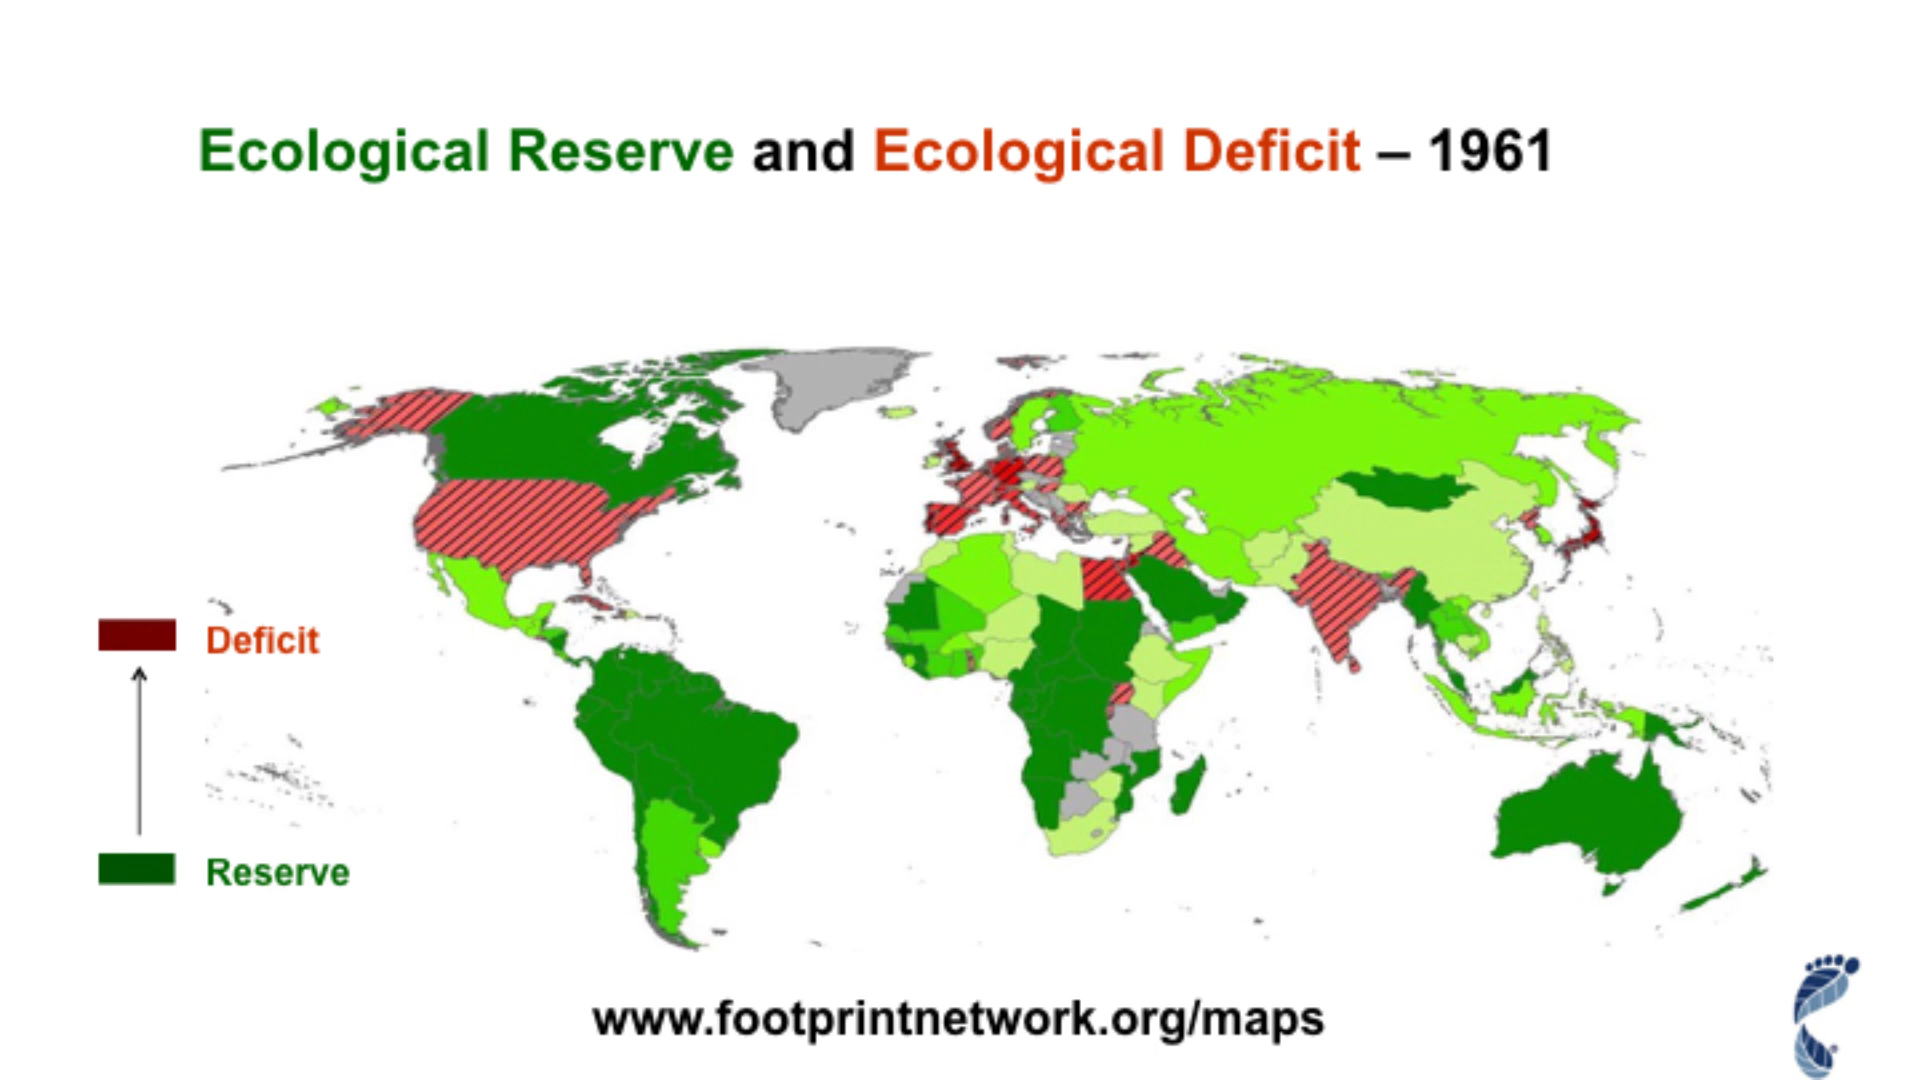 Ecological Reserve and Ecological Deficit – 1961
Deficit
Reserve
www.footprintnetwork.org/maps